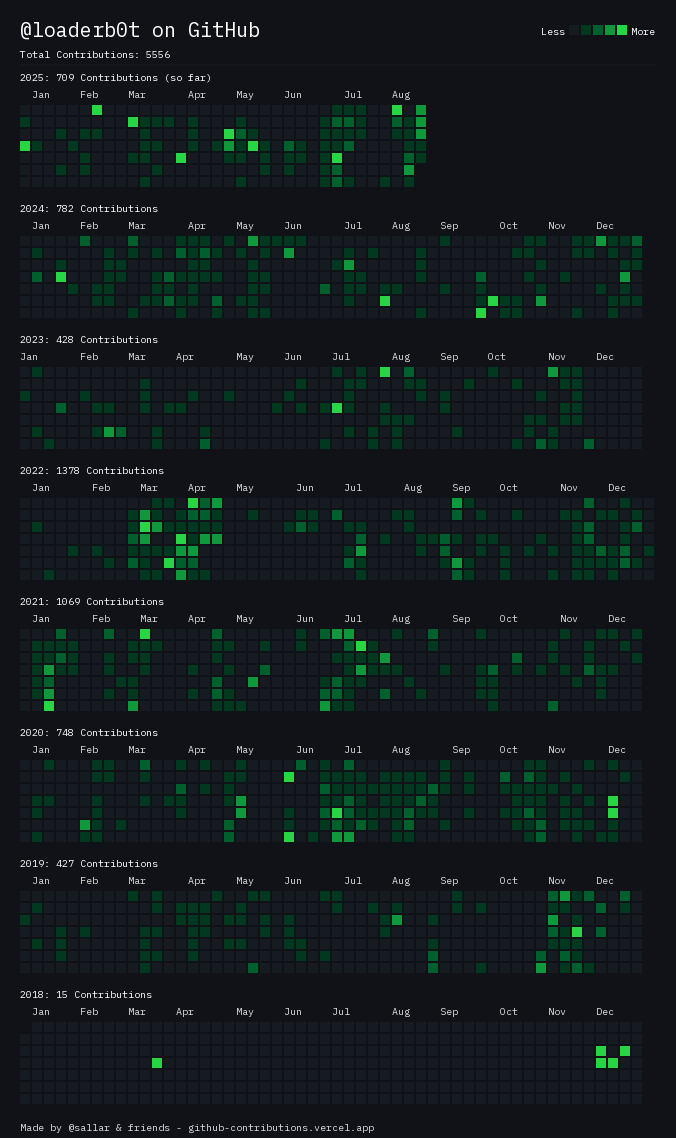 @loaderb0t on GitHub
Less More
Total Contributions: 5556
2025: 709 Contributions (so far)
Jan Feb Mar Apr May Jun Jul Aug
2024: 782 Contributions
Jan Feb Mar Apr May Jun Jul Aug Sep Oct Nov Dec
2023: 428 Contributions
Jan Feb Mar Apr May Jun Jul Aug Sep Oct Nov Dec
2022: 1378 Contributions
Jan Feb Mar Apr May Jun Jul Aug Sep Oct Nov Dec
2021: 1069 Contributions
Jan Feb Mar Apr May Jun Jul Aug Sep Oct Nov Dec
2020: 748 Contributions
Jan Feb Mar Apr May Jun Jul Aug Sep Oct Nov Dec
2019: 427 Contributions
Jan Feb Mar Apr May Jun Jul Aug Sep Oct Nov Dec
2018: 15 Contributions
Jan Feb Mar Apr May Jun Jul Aug Sep Oct Nov Dec
Made by @sallar & friends - github-contributions.vercel.app